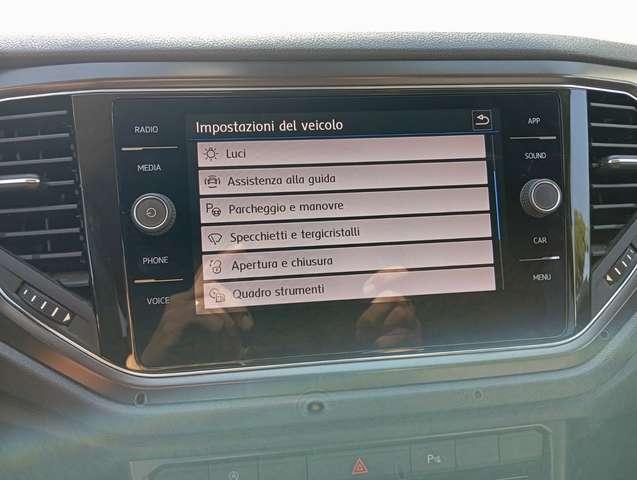 RADIO
MEDIA
PHONE
VOICE
Impostazioni del veicolo
Luci
Assistenza alla guida
Parcheggio e manovre
Specchietti e tergicristalli
Apertura e chiusura
Quadro strumenti
APP
SOUND
CAR
MENU